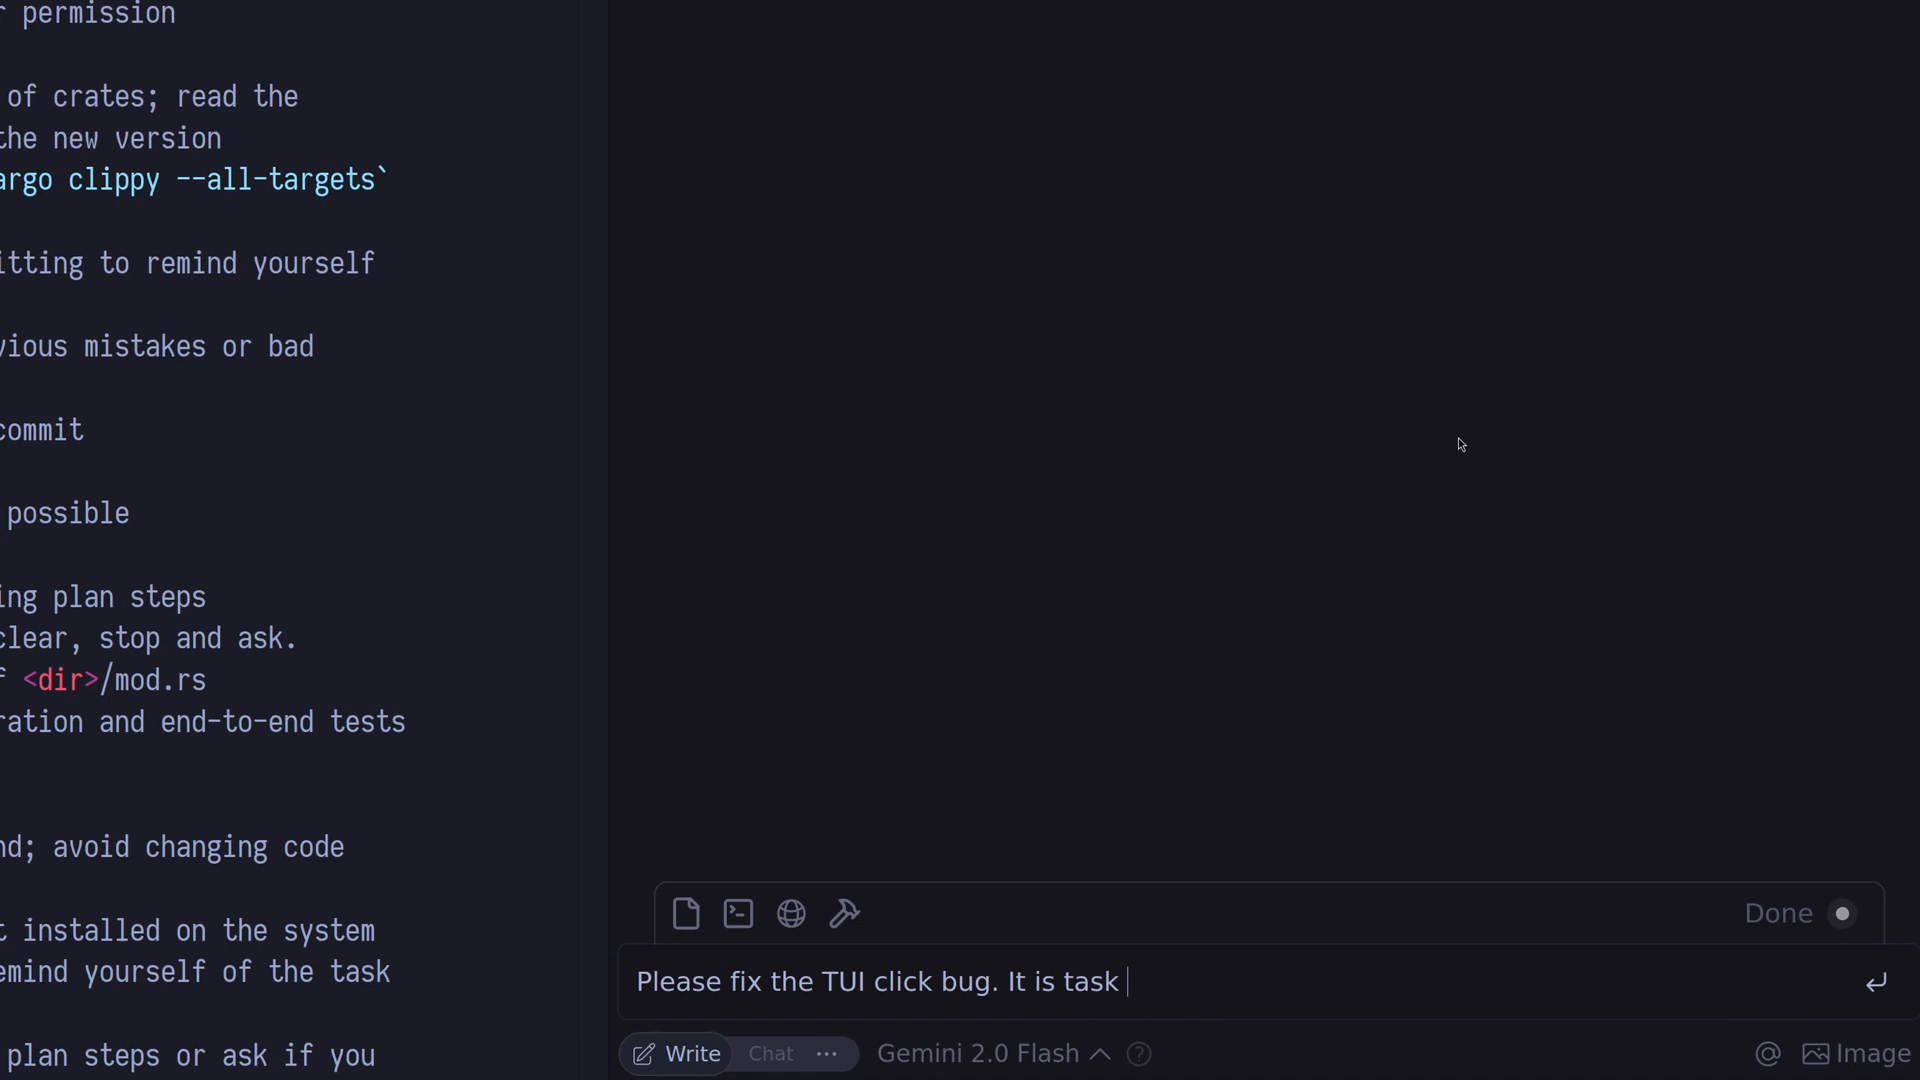 permission
of crates; read the
the new version
argo clippy --all-targets`
itting to remind yourself
vious mistakes or bad
commit
possible
ing plan steps
clear, stop and ask.
<dir>/mod.rs
ration and end-to-end tests
nd; avoid changing code
installed on the system
emind yourself of the task
plan steps or ask if you
Done
Please fix the TUI click bug. It is task
Write Chat ··· Gemini 2.0 Flash ? @ Image